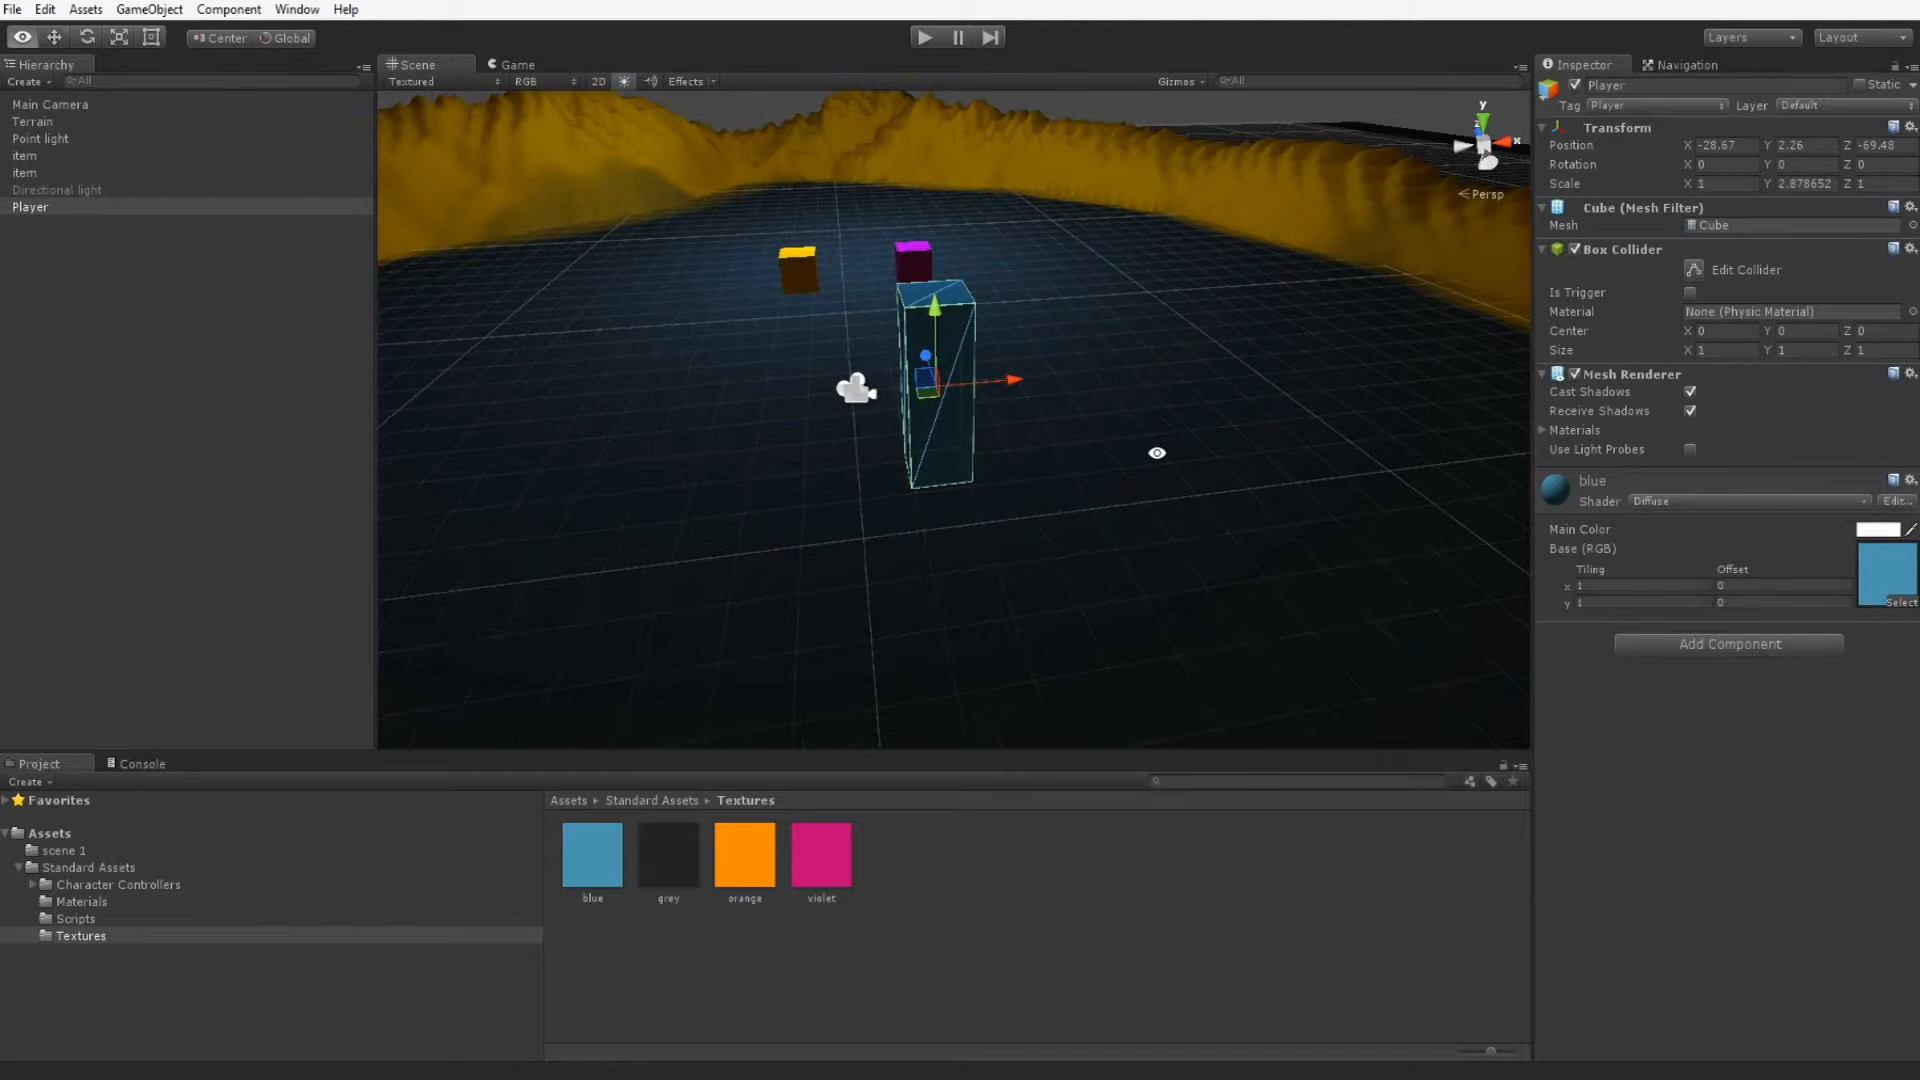 File Edit Assets GameObject Component Window Help
Center Global
Layers Layout
Hierarchy
Create All
Main Camera
Terrain
Point light
item
item
Directional light
Player
Scene Game
Textured RGB 2D Effects Gizmos All
y
x
Persp
Inspector Navigation
Player Static
Tag Player Layer Default
Transform
Position X -28.67 Y 2.26 Z -69.48
Rotation X 0 Y 0 Z 0
Scale X 1 Y 2.878652 Z 1
Cube (Mesh Filter)
Mesh Cube
Box Collider
Edit Collider
Is Trigger
Material None (Physic Material)
Center X 0 Y 0 Z 0
Size X 1 Y 1 Z 1
Mesh Renderer
Cast Shadows
Receive Shadows
Materials
Use Light Probes
blue
Shader Diffuse Edit...
Main Color
Base (RGB)
Tiling Offset
x 1 0
y 1 0
Select
Add Component
Project Console
Create
Favorites
Assets
scene 1
Standard Assets
Character Controllers
Materials
Scripts
Textures
Assets Standard Assets Textures
blue grey orange violet